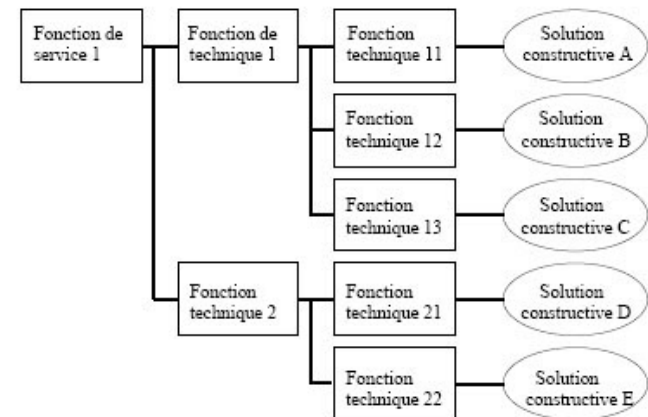 Fonction de
service 1
Fonction de
technique 1
Fonction
technique 11
Solution
constructive A
Fonction
technique 12
Solution
constructive B
Fonction
technique 13
Solution
constructive C
Fonction
technique 2
Fonction
technique 21
Solution
constructive D
Fonction
technique 22
Solution
constructive E